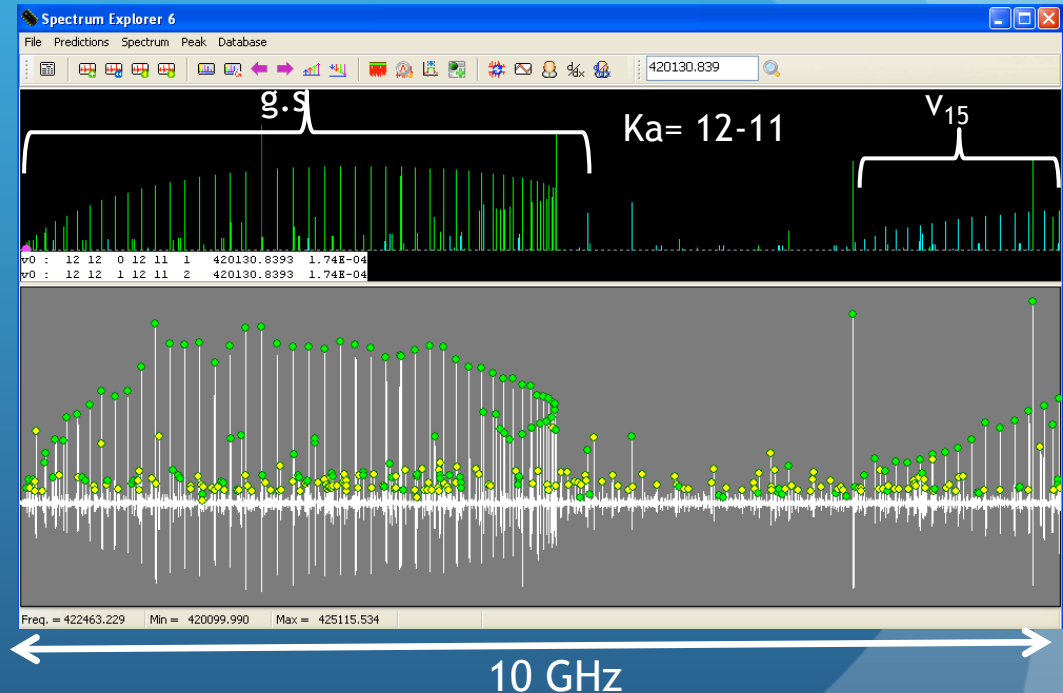 Spectrum Explorer 6
File Predictions Spectrum Peak Database
d/dx 420130.839
g.s
Ka= 12-11
v15
v0 : 12 12 0 12 11 1 420130.8393 1.74E-04
v0 : 12 12 1 12 11 2 420130.8393 1.74E-04
Freq. = 422463.229 Min = 420099.990 Max = 425115.534
10 GHz